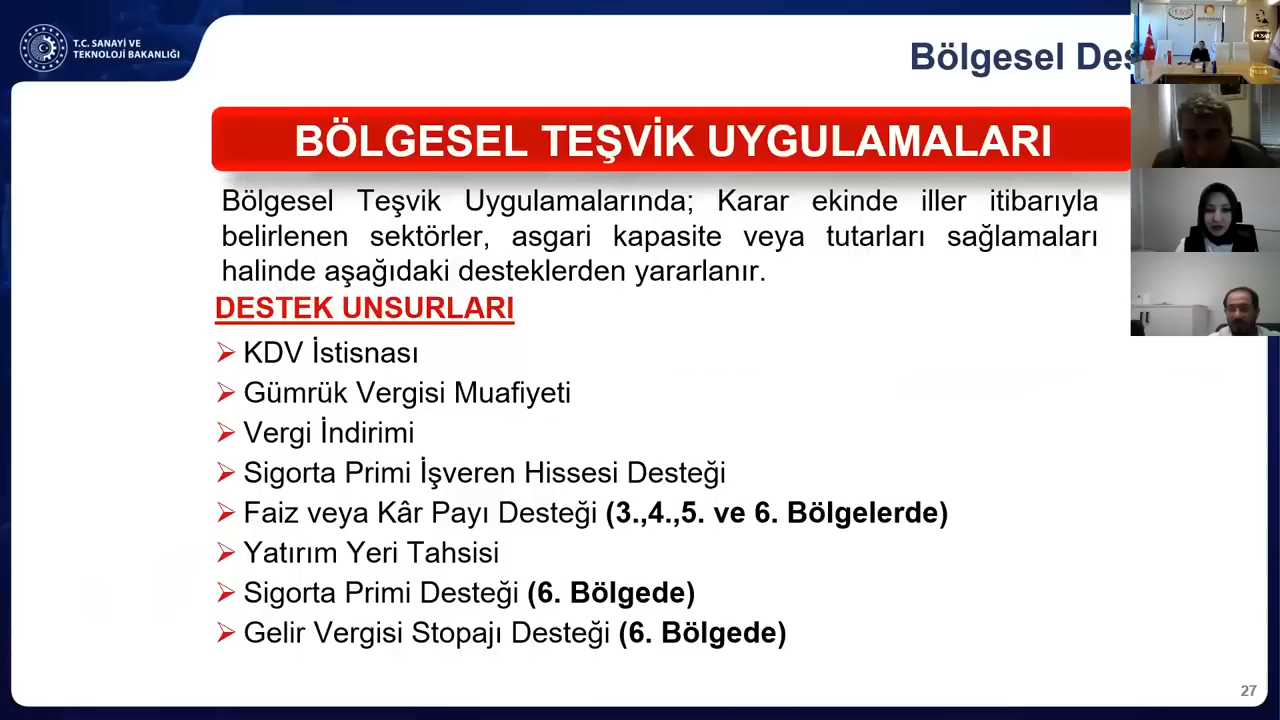 T.C. SANAYİ VE
TEKNOLOJİ BAKANLIĞI
Bölgesel
BÖLGESEL TEŞVİK UYGULAMALARI
Bölgesel Teşvik Uygulamalarında; Karar ekinde iller itibarıyla
belirlenen sektörler, asgari kapasite veya tutarları sağlamaları
halinde aşağıdaki desteklerden yararlanır.
DESTEK UNSURLARI
KDV İstisnası
Gümrük Vergisi Muafiyeti
Vergi İndirimi
Sigorta Primi İşveren Hissesi Desteği
Faiz veya Kâr Payı Desteği (3.,4.,5. ve 6. Bölgelerde)
Yatırım Yeri Tahsisi
Sigorta Primi Desteği (6. Bölgede)
Gelir Vergisi Stopajı Desteği (6. Bölgede)
27